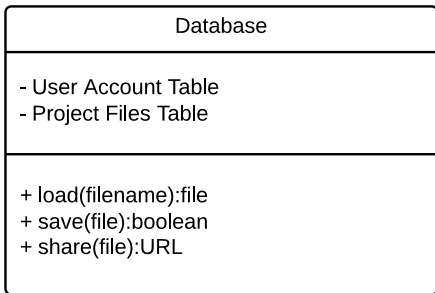 Database
- User Account Table
- Project Files Table
+ load(filename):file
+ save(file):boolean
+ share(file):URL